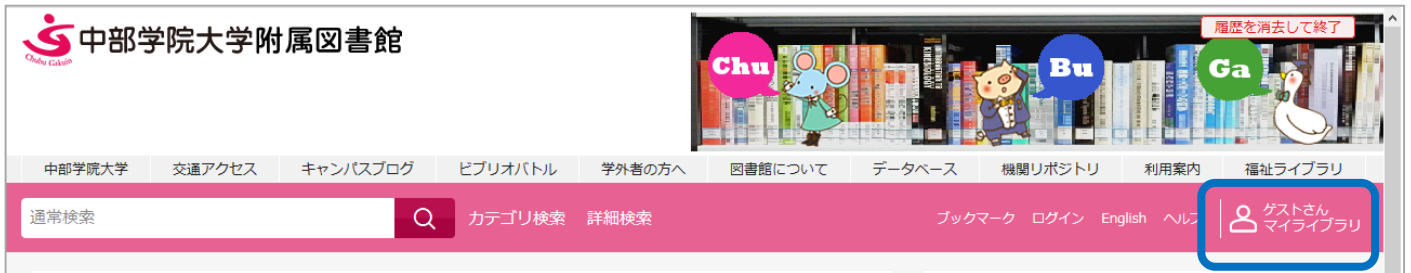 中部学院大学附属図書館
Chubu Gakuin
Chu
Bu
Ga
履歴を消去して終了
中部学院大学 交通アクセス キャンパスブログ ビブリオバトル 学外者の方へ 図書館について データベース 機関リポジトリ 利用案内 福祉ライブラリ
通常検索 カテゴリ検索 詳細検索 ブックマーク ログイン English ヘルプ ゲストさん
マイライブラリ